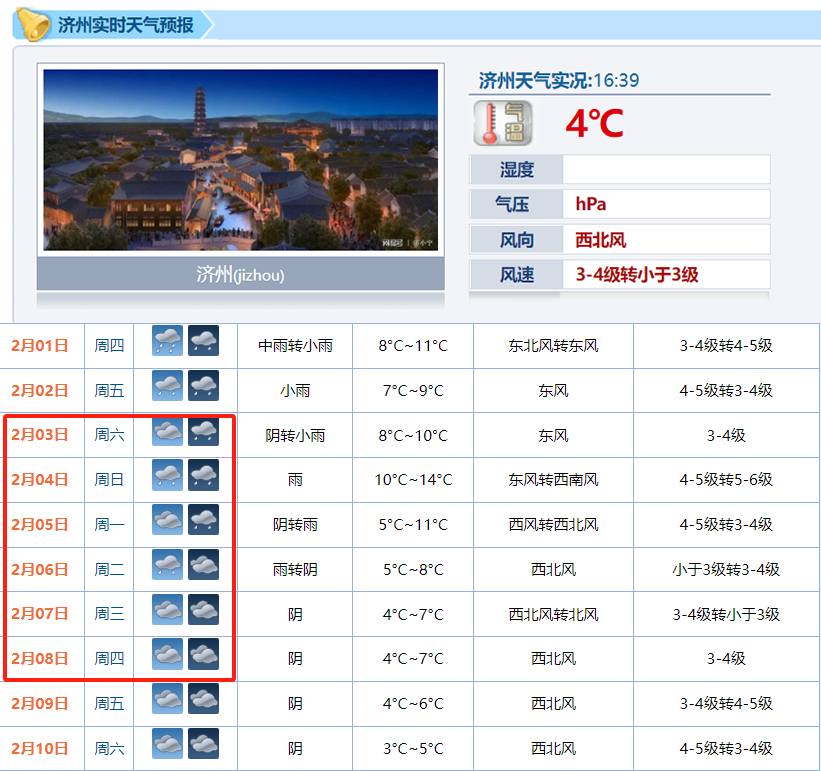 济州实时天气预报
济州天气实况:16:39
4℃
湿度
气压 hPa
风向 西北风
风速 3-4级转小于3级
济州(jizhou)
2月01日 周四 中雨转小雨 8°C~11°C 东北风转东风 3-4级转4-5级
2月02日 周五 小雨 7°C~9°C 东风 4-5级转3-4级
2月03日 周六 阴转小雨 8°C~10°C 东风 3-4级
2月04日 周日 雨 10°C~14°C 东风转西南风 4-5级转5-6级
2月05日 周一 阴转雨 5°C~11°C 西风转西北风 4-5级转3-4级
2月06日 周二 雨转阴 5°C~8°C 西北风 小于3级转3-4级
2月07日 周三 阴 4°C~7°C 西北风转北风 3-4级转小于3级
2月08日 周四 阴 4°C~7°C 西北风 3-4级
2月09日 周五 阴 4°C~6°C 西北风 3-4级转4-5级
2月10日 周六 阴 3°C~5°C 西北风 4-5级转3-4级